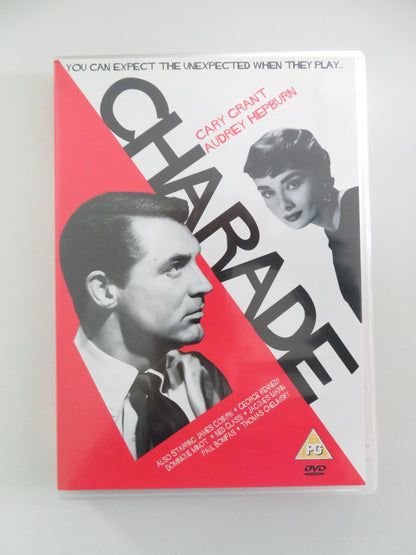 YOU CAN EXPECT THE UNEXPECTED WHEN THEY PLAY...
CARY GRANT
AUDREY HEPBURN
CHARADE
ALSO STARRING JAMES COBURN • GEORGE KENNEDY
DOMINIQUE MINOT • NED GLASS • JACQUES MARIN
PAUL BONIFAS • THOMAS CHELIMSKY
PG
DVD